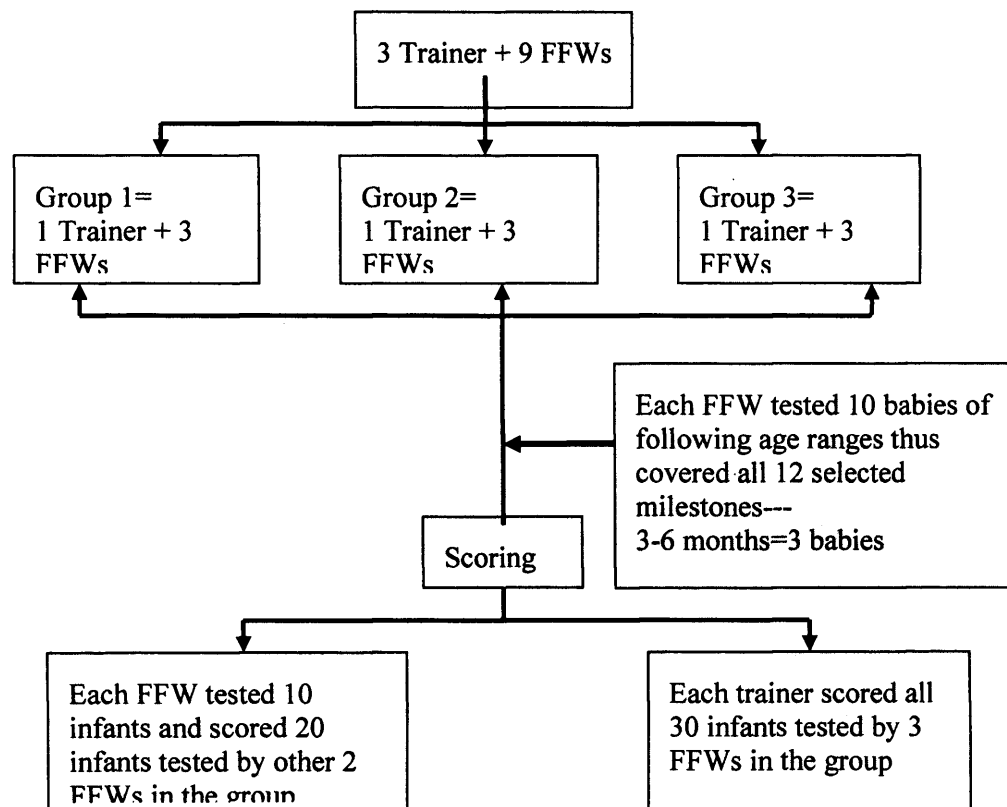 3 Trainer + 9 FFWs
Group 1=
1 Trainer + 3
FFWs
Group 2=
1 Trainer + 3
FFWs
Group 3=
1 Trainer + 3
FFWs
Each FFW tested 10 babies of
following age ranges thus
covered all 12 selected
milestones---
3-6 months=3 babies
Scoring
Each FFW tested 10
infants and scored 20
infants tested by other 2
FFWs in the group
Each trainer scored all
30 infants tested by 3
FFWs in the group